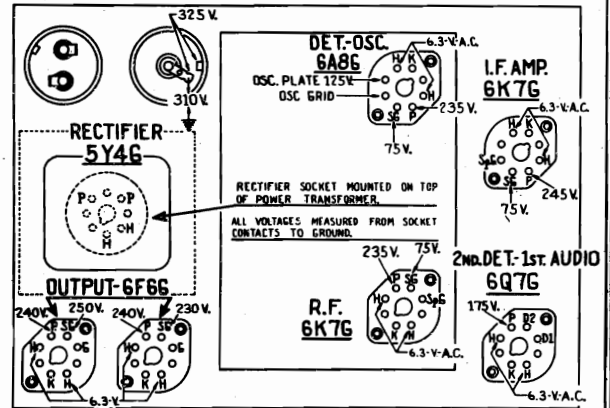 325 V.
310V.
RECTIFIER
5Y4G
P P
H
H
RECTIFIER SOCKET MOUNTED ON TOP
OF POWER TRANSFORMER.
ALL VOLTAGES MEASURED FROM SOCKET
CONTACTS TO GROUND.
DET.-OSC.
6A8G
6.3-V-A.C.
H K
OSC. PLATE 125V.
OSC GRID
H
235 V.
SG P
75V.
I.F. AMP.
6K7G
6.3-V-A.C.
H K
SpG
H
SG P
75V.
245V.
OUTPUT-6F6G
240V.
250V.
P SG
H
G
K H
240V.
230V.
P SG
H
G
K H
6.3-V.
R.F.
6K7G
235V.
75V.
P SG
H
SpG
K H
6.3-V-A.C.
2ND. DET.-1ST. AUDIO
6Q7G
175V.
P D2
H
D1
K H
6.3-V-A.C.